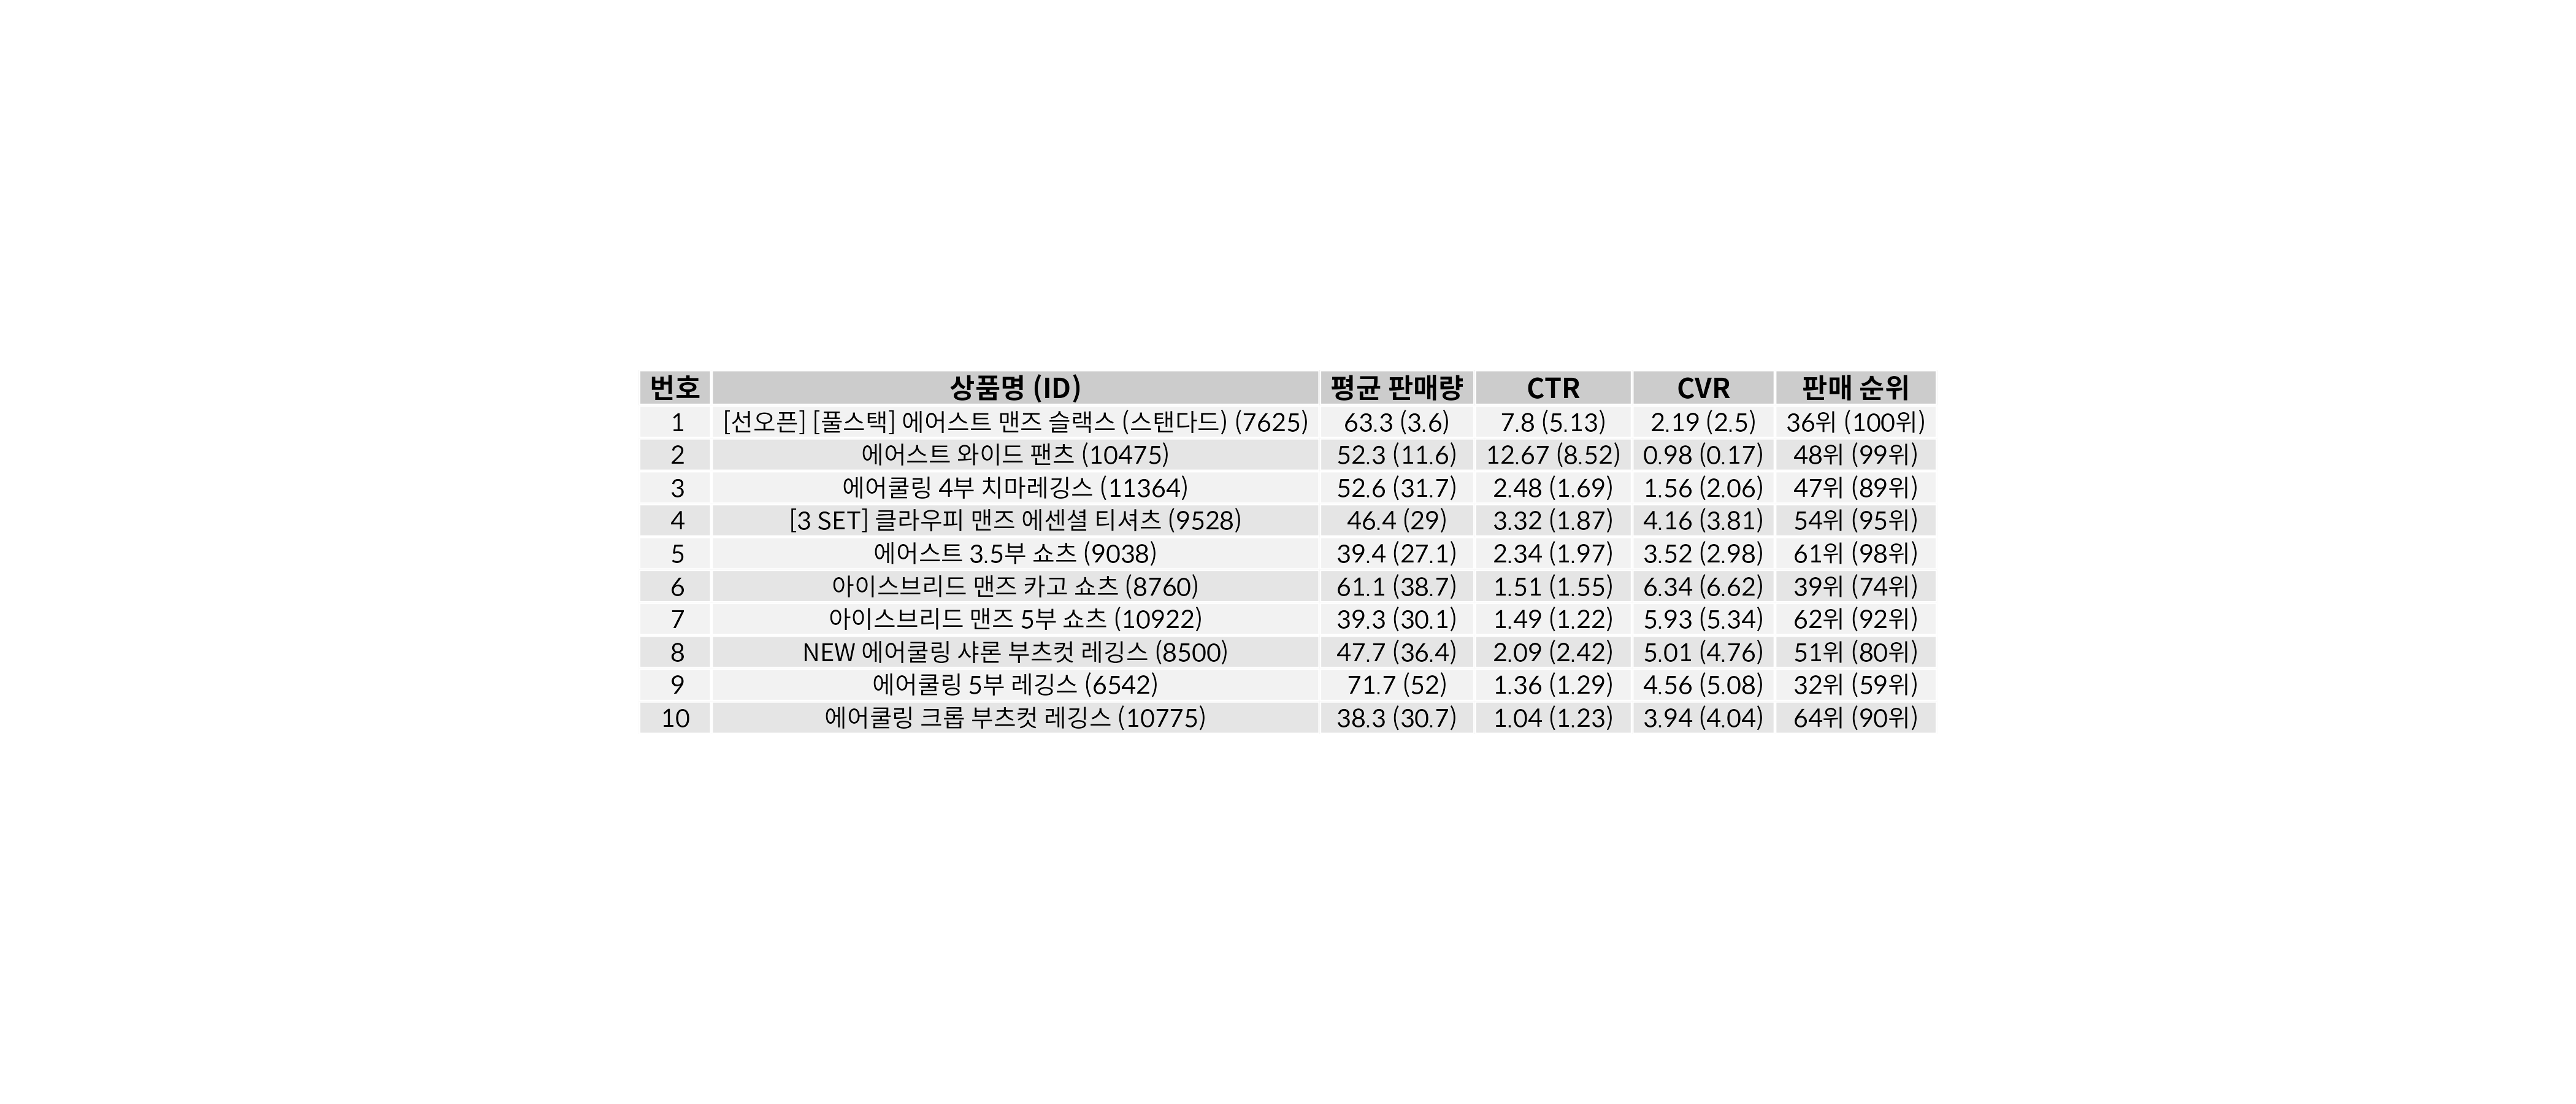 번호 상품명 (ID) 평균 판매량 CTR CVR 판매 순위
1 [선오픈] [풀스택] 에어스트 맨즈 슬랙스 (스탠다드) (7625) 63.3 (3.6) 7.8 (5.13) 2.19 (2.5) 36위 (100위)
2 에어스트 와이드 팬츠 (10475) 52.3 (11.6) 12.67 (8.52) 0.98 (0.17) 48위 (99위)
3 에어쿨링 4부 치마레깅스 (11364) 52.6 (31.7) 2.48 (1.69) 1.56 (2.06) 47위 (89위)
4 [3 SET] 클라우피 맨즈 에센셜 티셔츠 (9528) 46.4 (29) 3.32 (1.87) 4.16 (3.81) 54위 (95위)
5 에어스트 3.5부 쇼츠 (9038) 39.4 (27.1) 2.34 (1.97) 3.52 (2.98) 61위 (98위)
6 아이스브리드 맨즈 카고 쇼츠 (8760) 61.1 (38.7) 1.51 (1.55) 6.34 (6.62) 39위 (74위)
7 아이스브리드 맨즈 5부 쇼츠 (10922) 39.3 (30.1) 1.49 (1.22) 5.93 (5.34) 62위 (92위)
8 NEW 에어쿨링 샤론 부츠컷 레깅스 (8500) 47.7 (36.4) 2.09 (2.42) 5.01 (4.76) 51위 (80위)
9 에어쿨링 5부 레깅스 (6542) 71.7 (52) 1.36 (1.29) 4.56 (5.08) 32위 (59위)
10 에어쿨링 크롭 부츠컷 레깅스 (10775) 38.3 (30.7) 1.04 (1.23) 3.94 (4.04) 64위 (90위)